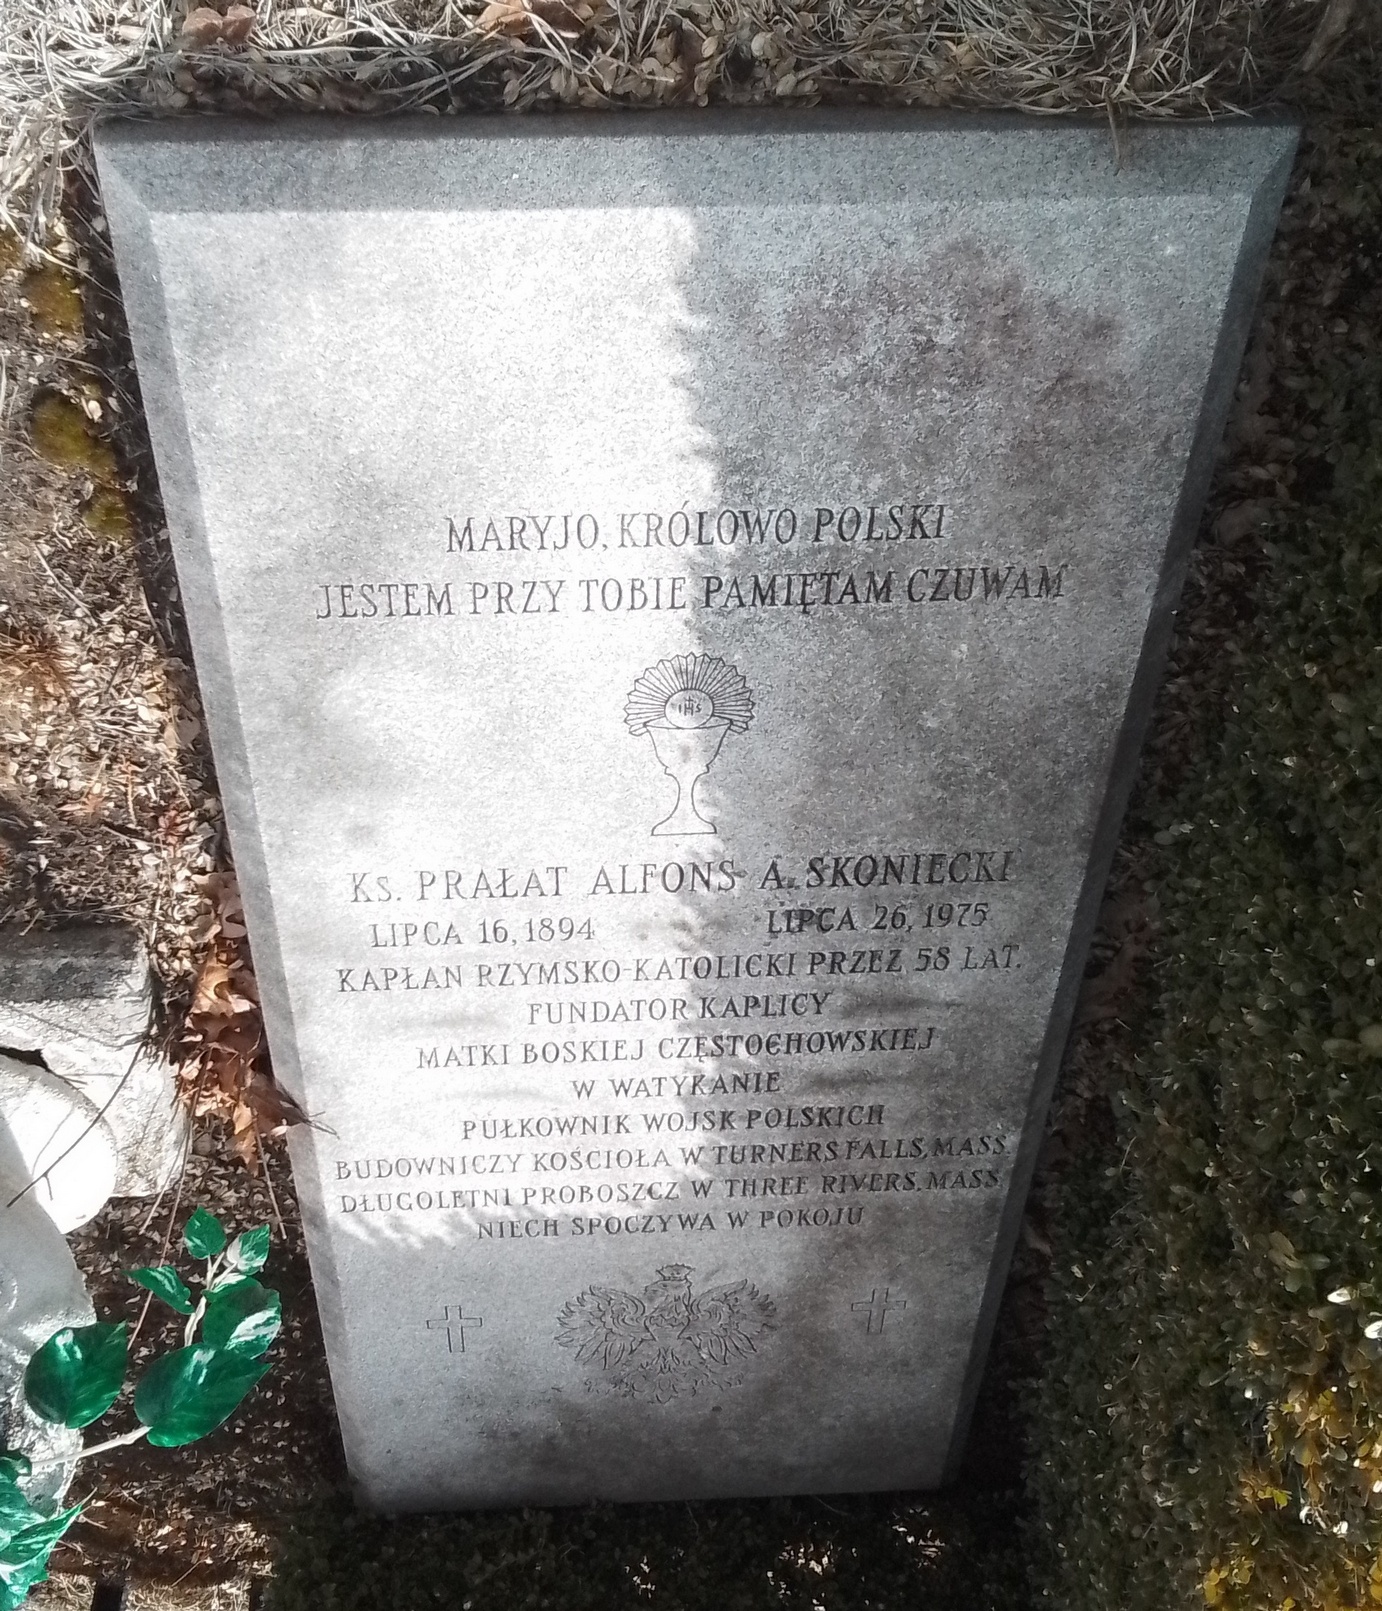 MARYJO, KRÓLOWO POLSKI
JESTEM PRZY TOBIE PAMIĘTAM CZUWAM
IHS
Ks. PRAŁAT ALFONS A. SKONIECKI
LIPCA 16, 1894 LIPCA 26, 1975
KAPŁAN RZYMSKO-KATOLICKI PRZEZ 58 LAT.
FUNDATOR KAPLICY
MATKI BOSKIEJ CZĘSTOCHOWSKIEJ
W WATYKANIE
PUŁKOWNIK WOJSK POLSKICH
BUDOWNICZY KOŚCIOŁA W TURNERS FALLS, MASS.
DŁUGOLETNI PROBOSZCZ W THREE RIVERS, MASS.
NIECH SPOCZYWA W POKOJU